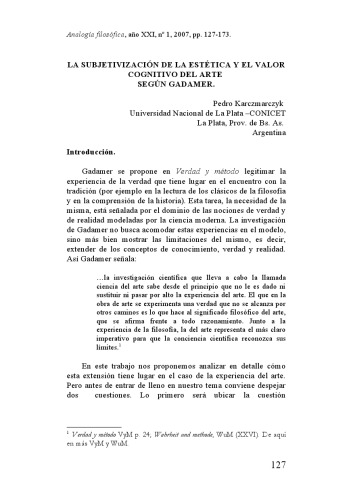 Analogía filosófica, año XXI, nº 1, 2007, pp. 127-173.
LA SUBJETIVIZACIÓN DE LA ESTÉTICA Y EL VALOR
COGNITIVO DEL ARTE
SEGÚN GADAMER.
Pedro Karczmarczyk
Universidad Nacional de La Plata –CONICET
La Plata, Prov. de Bs. As.
Argentina
Introducción.
Gadamer se propone en Verdad y método legitimar la
experiencia de la verdad que tiene lugar en el encuentro con la
tradición (por ejemplo en la lectura de los clásicos de la filosofía
y en la comprensión de la historia). Esta tarea, la necesidad de la
misma, está señalada por el dominio de las nociones de verdad y
de realidad modeladas por la ciencia moderna. La investigación
de Gadamer no busca acomodar estas experiencias en el modelo,
sino más bien mostrar las limitaciones del mismo, es decir,
extender de los conceptos de conocimiento, verdad y realidad.
Así Gadamer señala:
…la investigación científica que lleva a cabo la llamada
ciencia del arte sabe desde el principio que no le es dado ni
sustituir ni pasar por alto la experiencia del arte. El que en la
obra de arte se experimente una verdad que no se alcanza por
otros caminos es lo que hace al significado filosófico del arte,
que se afirma frente a todo razonamiento. Junto a la
experiencia de la filosofía, la del arte representa el más claro
imperativo para que la conciencia científica reconozca sus
límites.1
En este trabajo nos proponemos analizar en detalle cómo
esta extensión tiene lugar en el caso de la experiencia del arte.
Pero antes de entrar de lleno en nuestro tema conviene despejar
dos cuestiones. Lo primero será ubicar la cuestión
1 Verdad y método VyM p. 24; Wahrheit und methode, WuM (XXVI). De aquí
en más VyM y WuM.
127